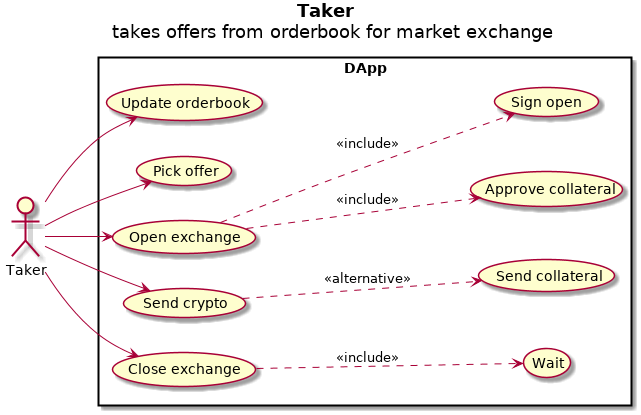 Taker
takes offers from orderbook for market exchange
DApp
Update orderbook
Sign open
«include»
Pick offer
Approve collateral
«include»
Open exchange
Taker
Send collateral
«alternative»
Send crypto
«include»
Wait
Close exchange